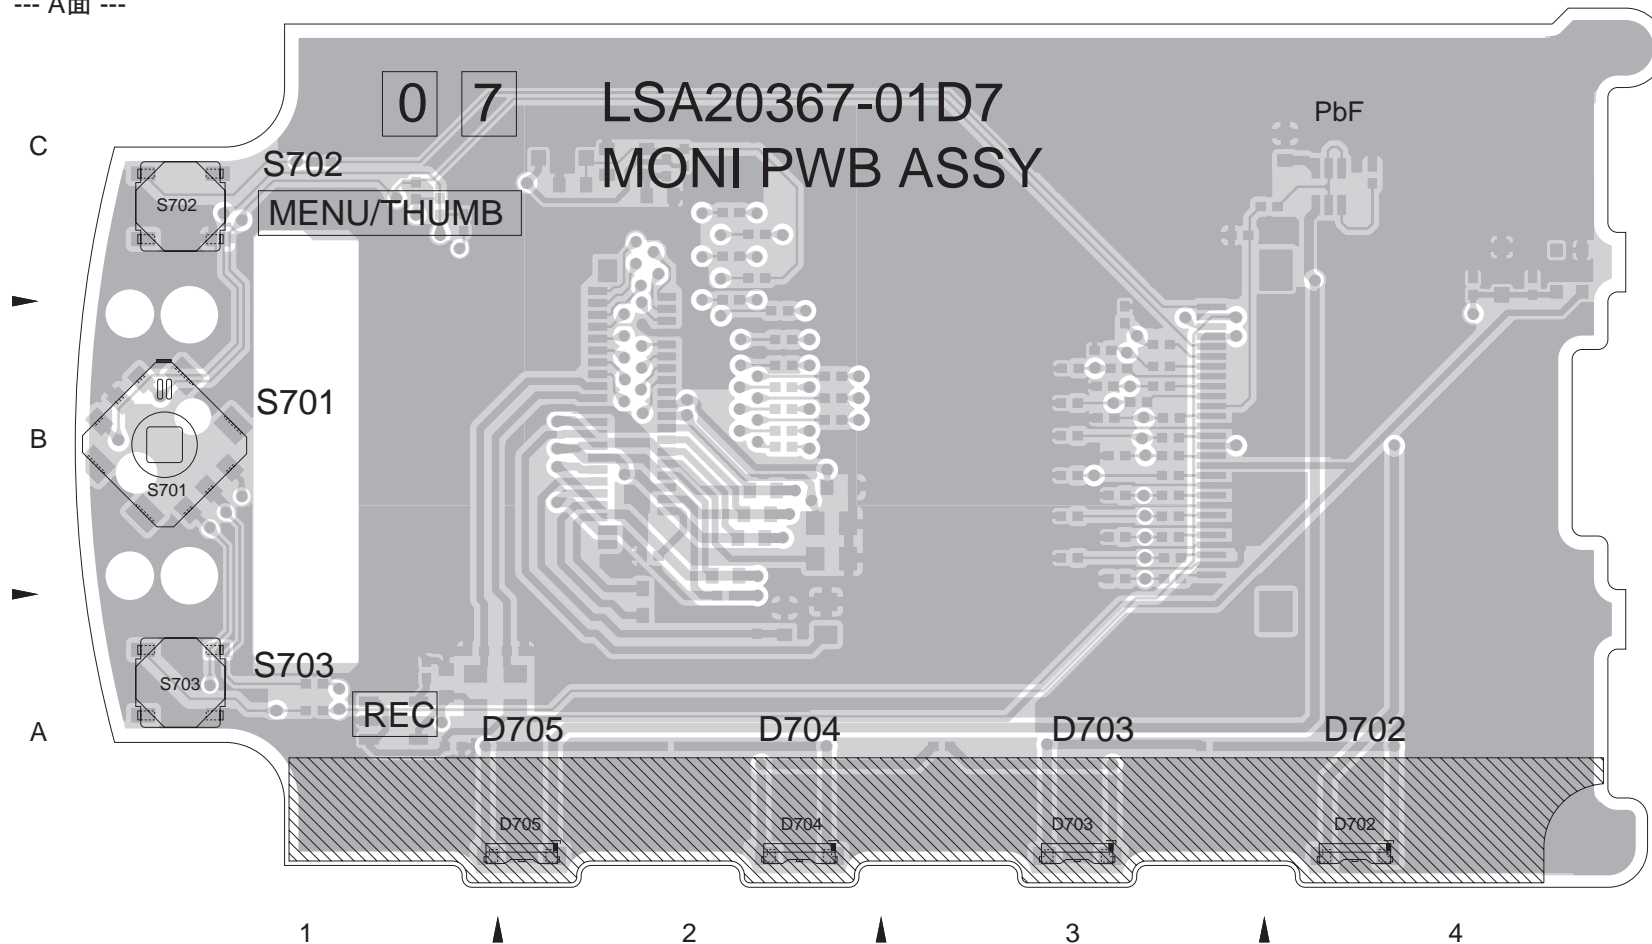 --- A面 ---
0 7 LSA20367-01D7
PbF
MONI PWB ASSY
C
S702
S702
MENU/THUMB
S701
B
S701
S703
S703
REC
A
D705 D704 D703 D702
D705 D704 D703 D702
1 2 3 4